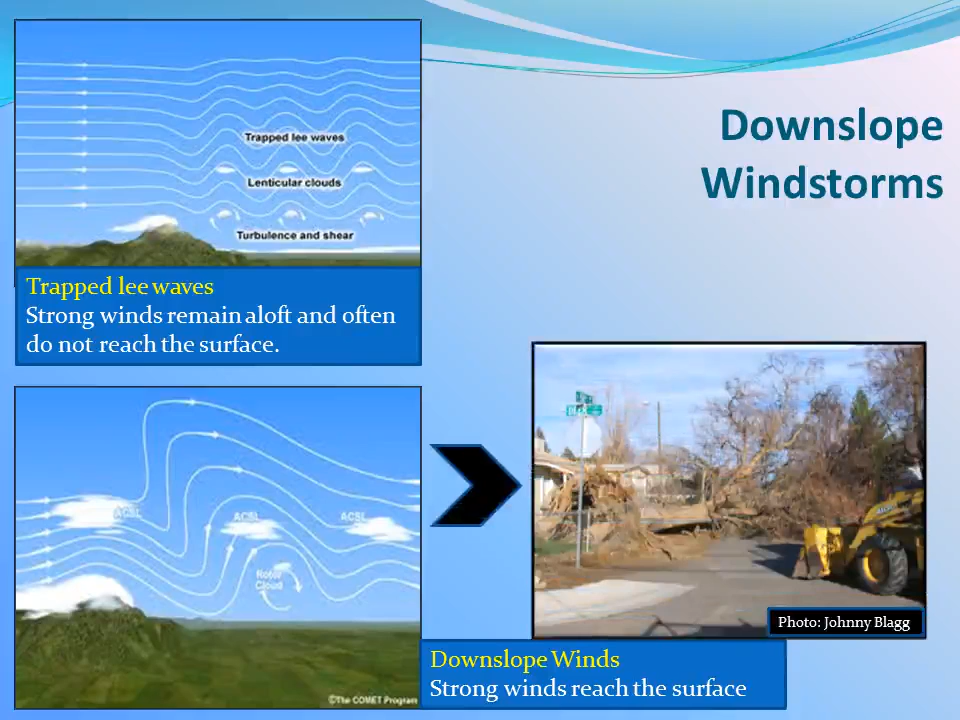 Downslope
Windstorms
Trapped lee waves
Lenticular clouds
Turbulence and shear
Trapped lee waves
Strong winds remain aloft and often
do not reach the surface.
ACSL
ACSL
ACSL
Rotor
Cloud
©The COMET Program
Photo: Johnny Blagg
Downslope Winds
Strong winds reach the surface